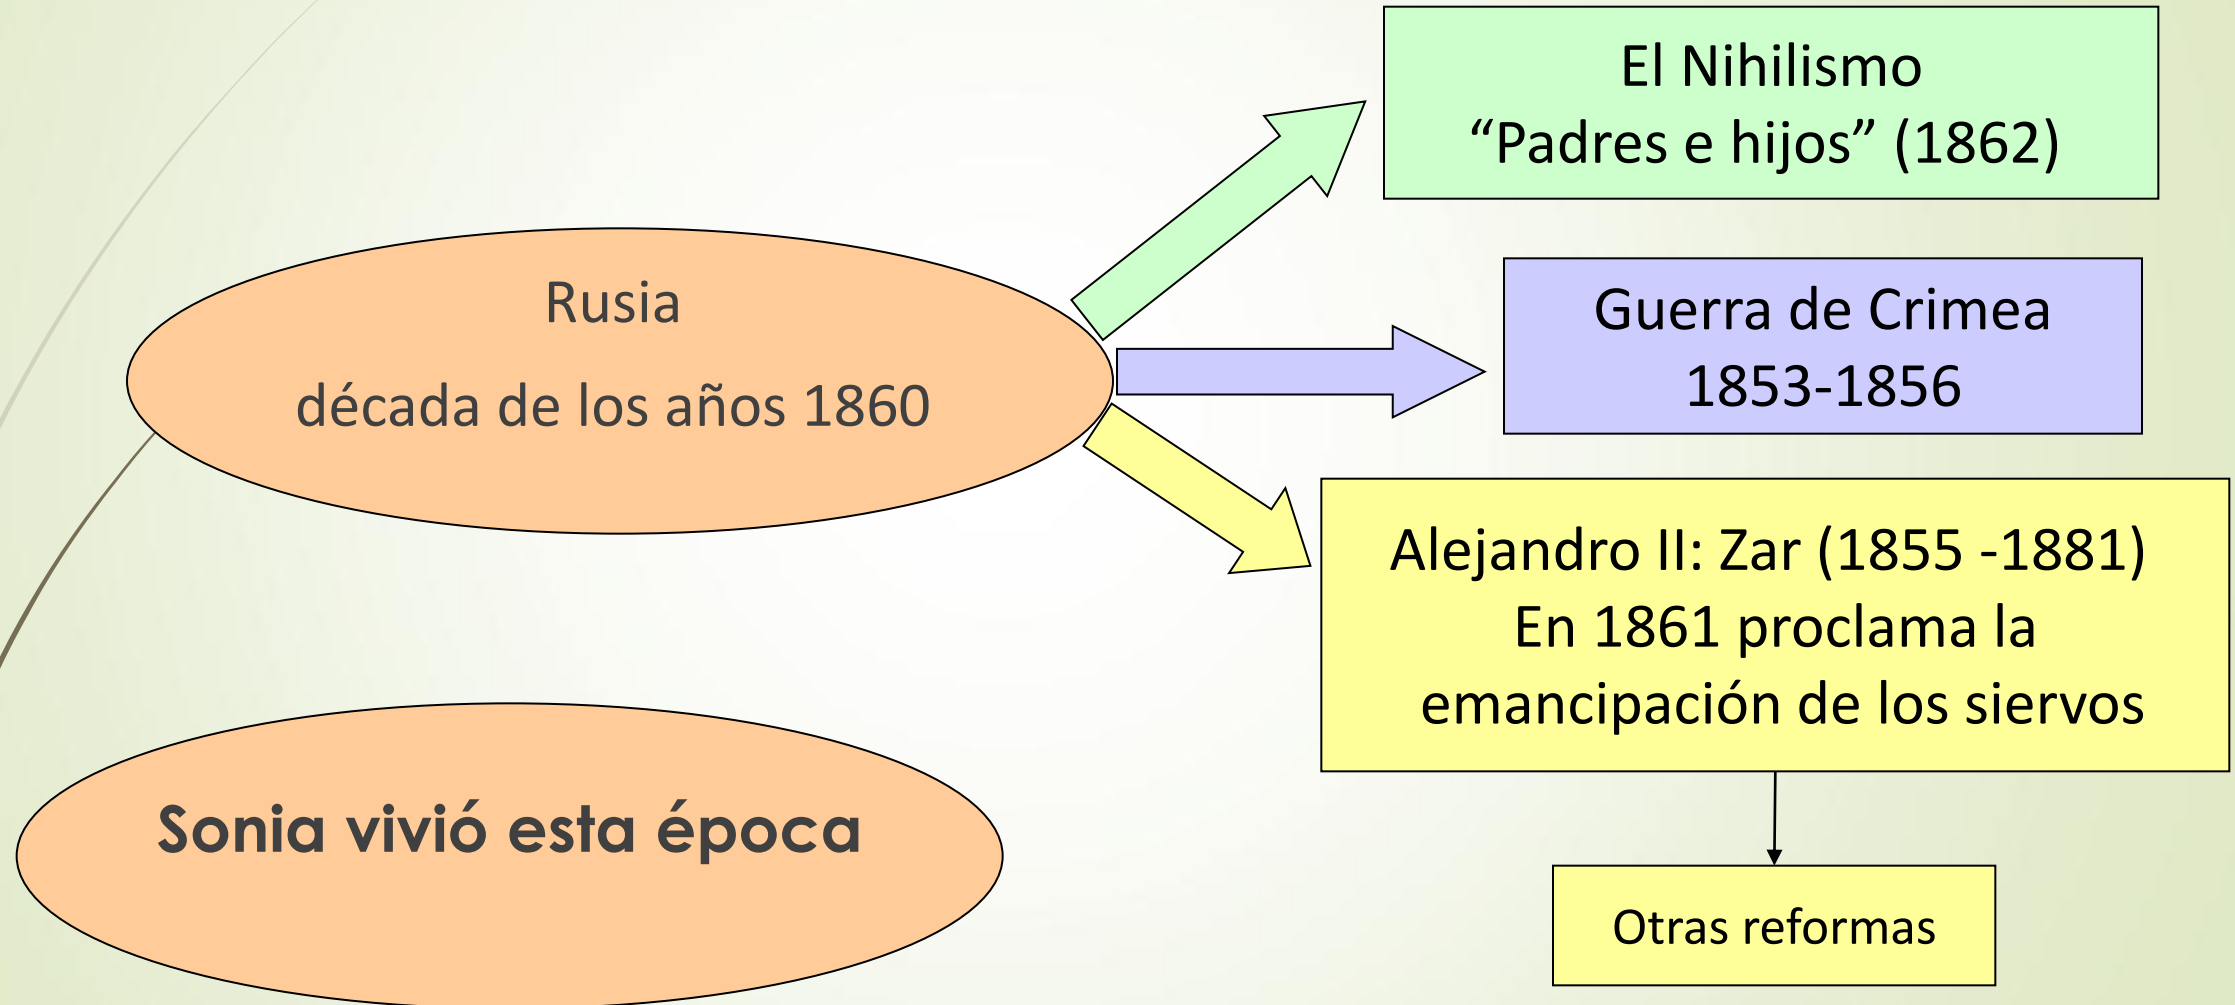 El Nihilismo
“Padres e hijos” (1862)
Rusia
década de los años 1860
Guerra de Crimea
1853-1856
Alejandro II: Zar (1855 -1881)
En 1861 proclama la
emancipación de los siervos
Sonia vivió esta época
Otras reformas